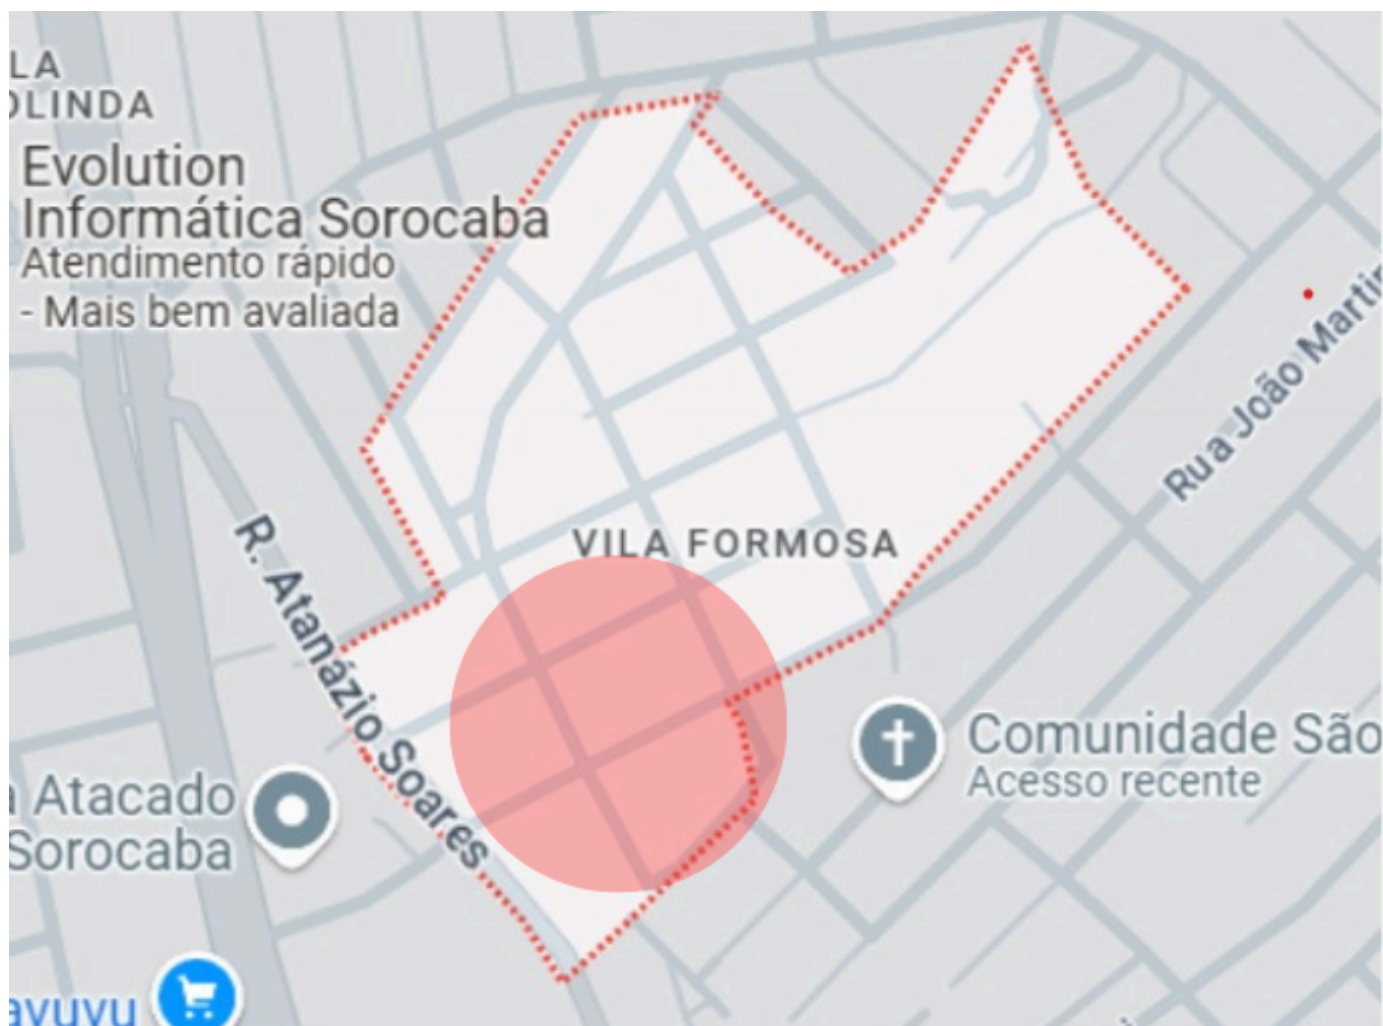 LA
OLINDA
Evolution
Informática Sorocaba
Atendimento rápido
- Mais bem avaliada
Rua João Martin
R. Atanázio Soares
VILA FORMOSA
Comunidade São
Acesso recente
a Atacado
Sorocaba
avuvu